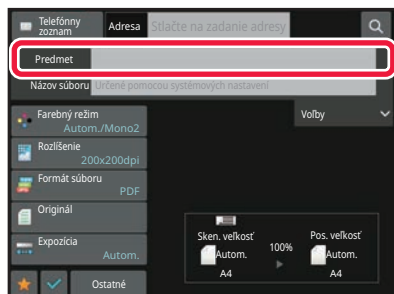 Telefónny zoznam
Adresa
Stlačte na zadanie adresy
Predmet
Názov súboru
Určené pomocou systémových nastavení
Farebný režim
Autom./Mono2
Voľby
Rozlíšenie
200x200dpi
Formát súboru
PDF
Originál
Expozícia
Autom.
Sken. veľkosť
Autom.
A4
100%
Pos. veľkosť
Autom.
A4
Ostatné